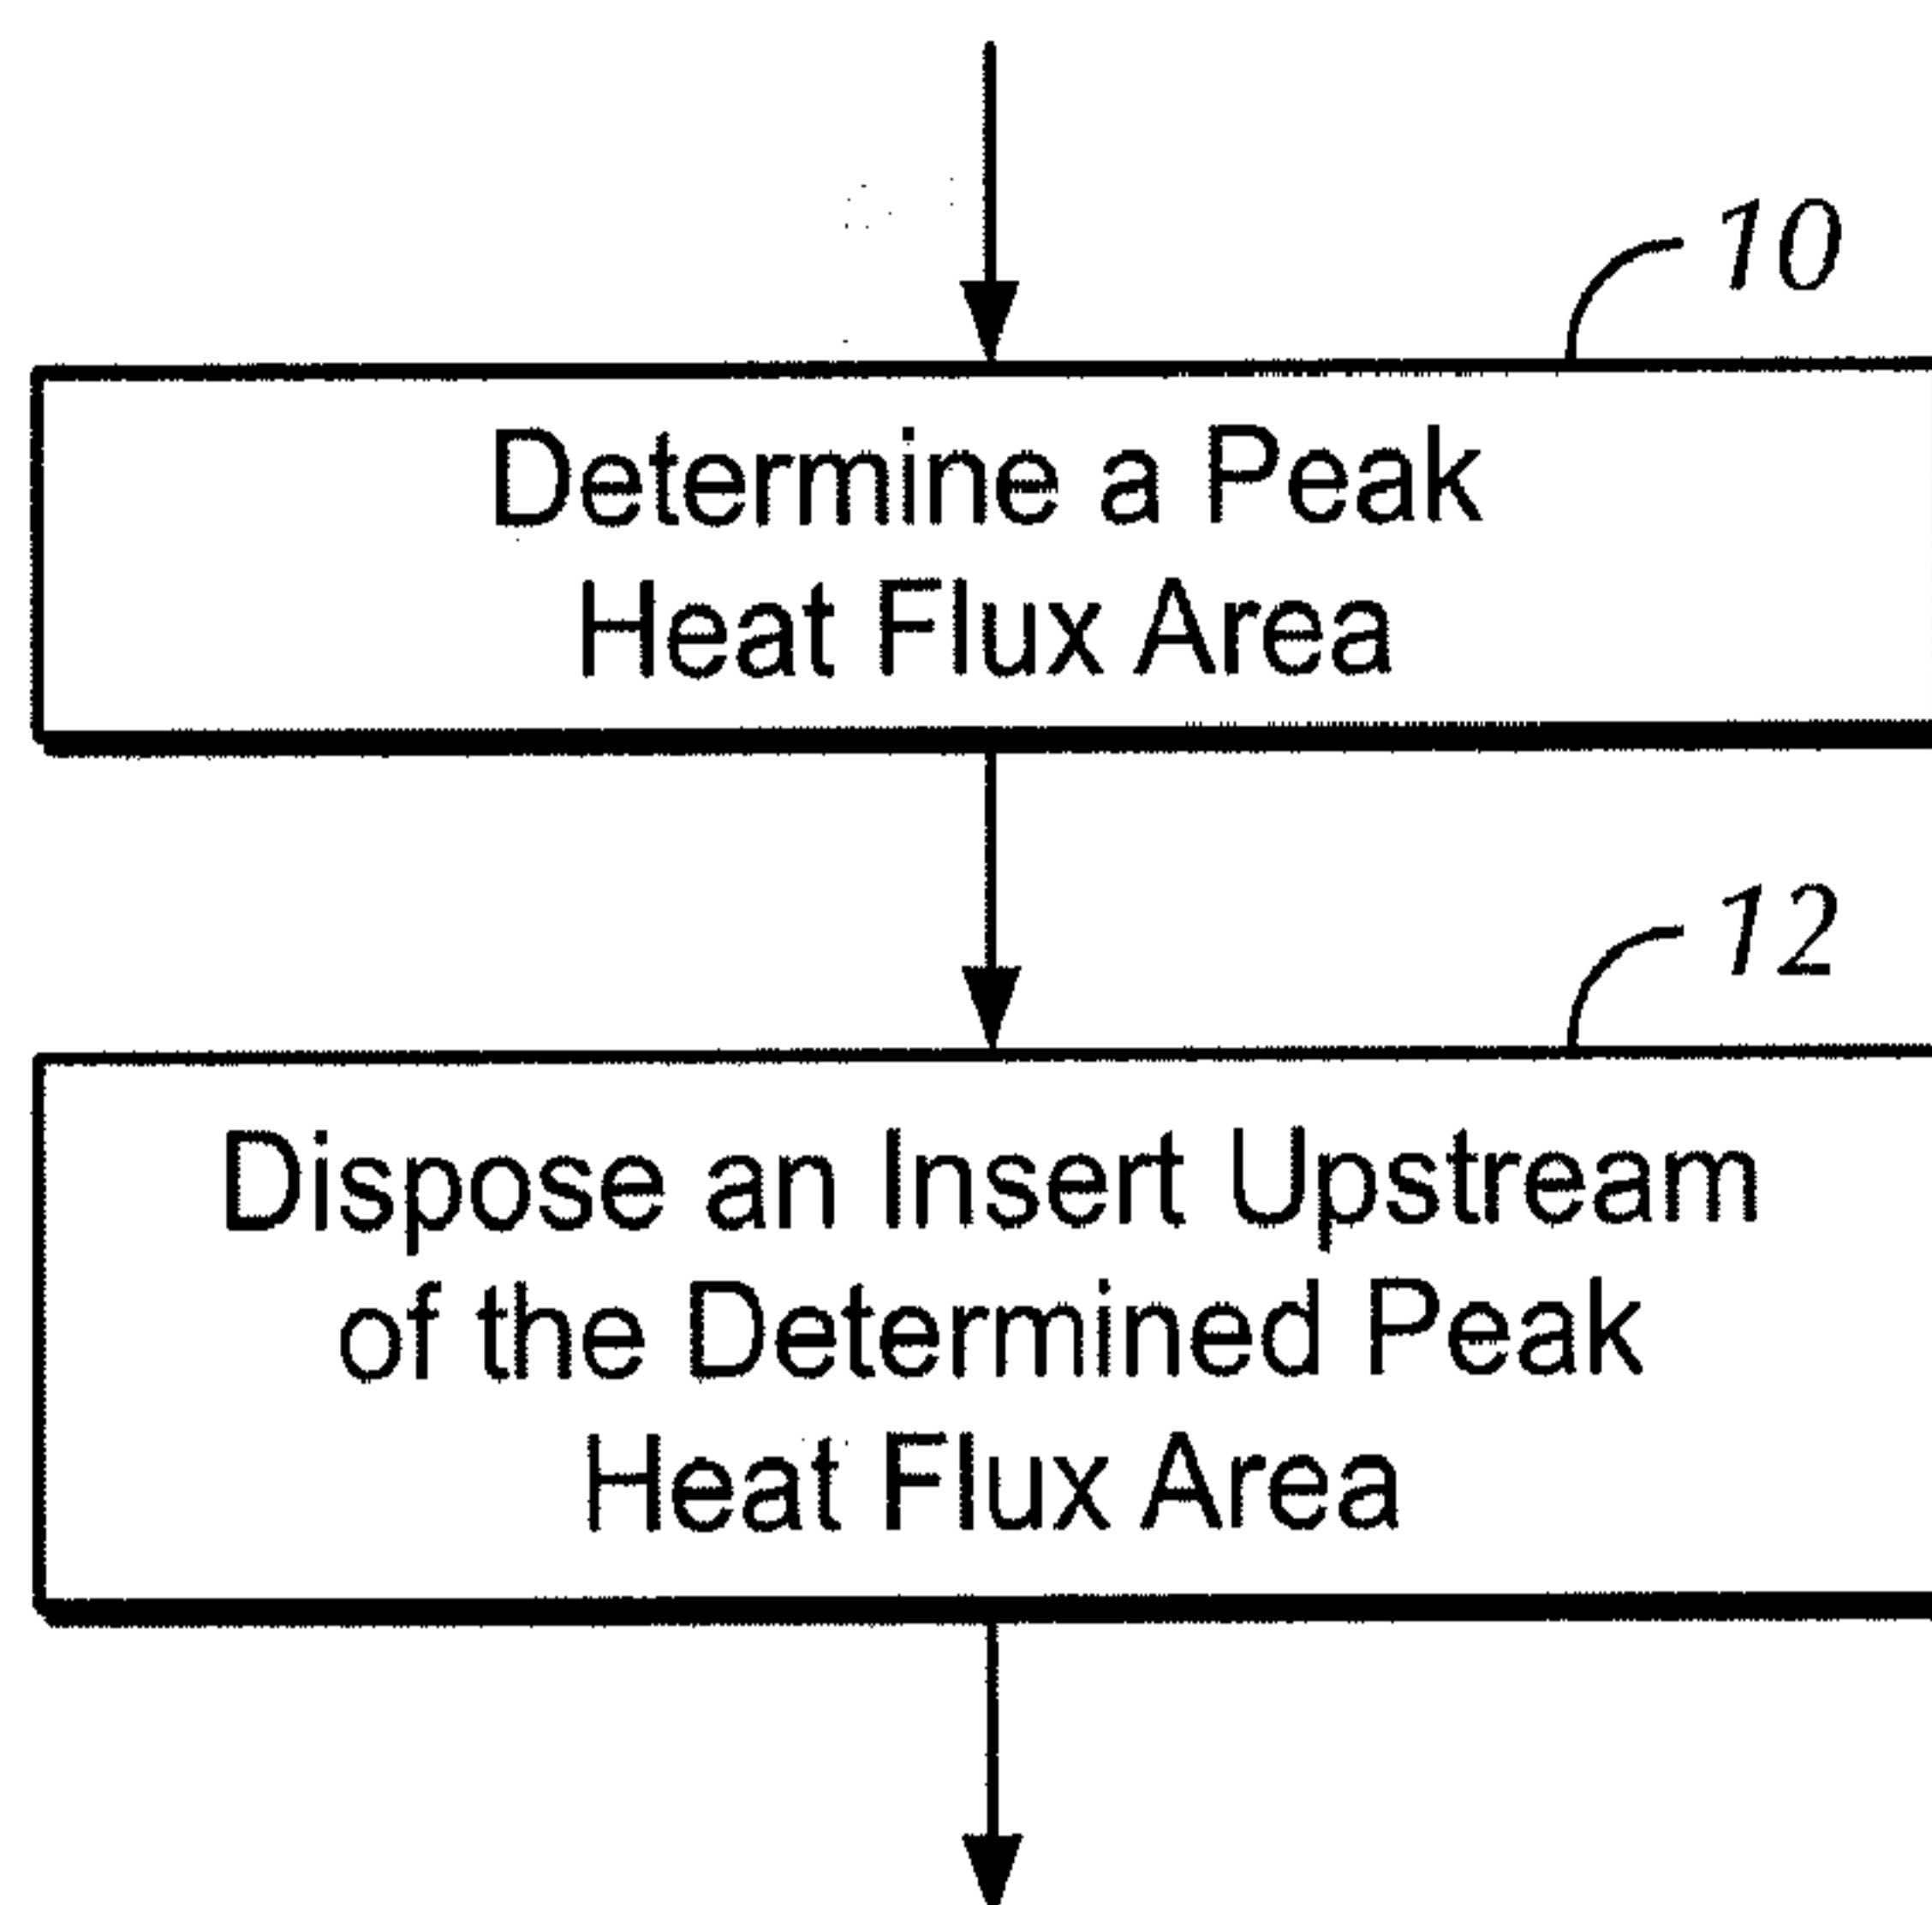 10
Determine a Peak
Heat Flux Area
12
Dispose an Insert Upstream
of the Determined Peak
Heat Flux Area